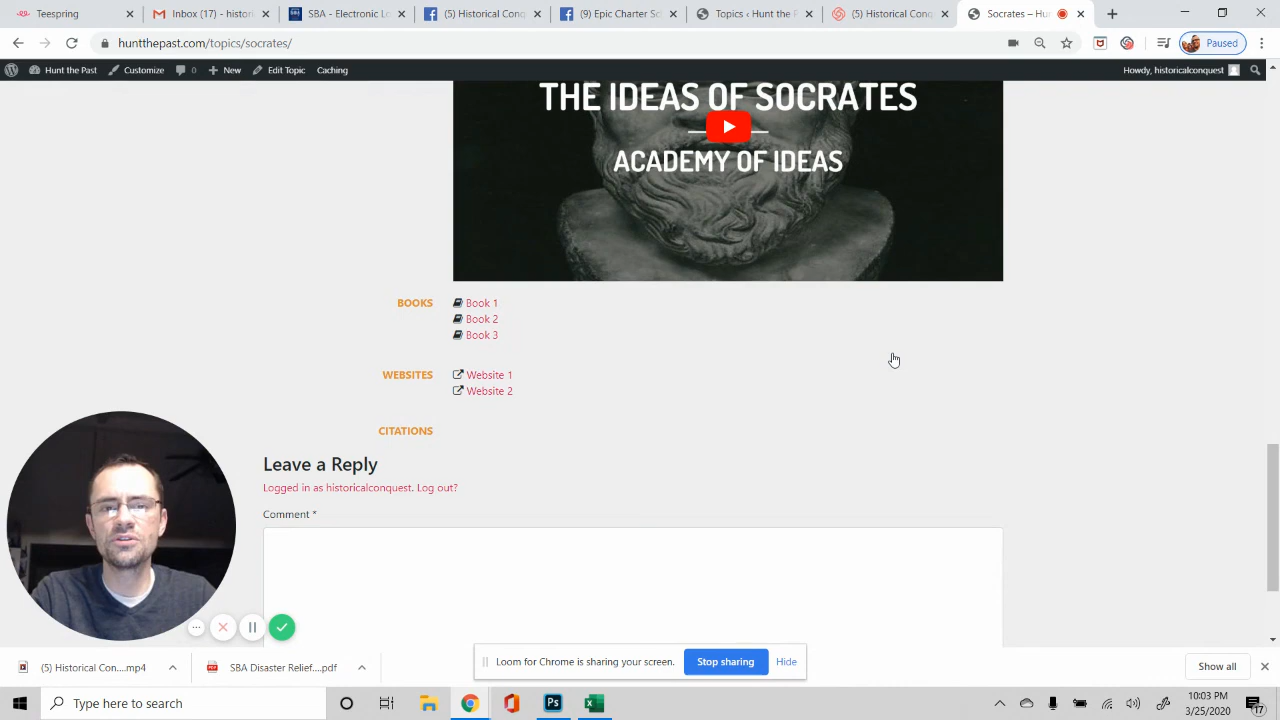 Teespring
Inbox (17) - histori
SBA - Electronic Lo
(5) Historical Conq
(9) Epic Charter Sc
Topics ‹ Hunt the P
(5) Historical Conq
Socrates – Hu
hunthepast.com/topics/socrates/
Paused
Hunt the Past
Customize
0
New
Edit Topic
Caching
Howdy, historicalconquest
THE IDEAS OF SOCRATES
ACADEMY OF IDEAS
BOOKS
Book 1
Book 2
Book 3
WEBSITES
Website 1
Website 2
CITATIONS
Leave a Reply
Logged in as historicalconquest. Log out?
Comment *
Loom for Chrome is sharing your screen.
Stop sharing
Hide
(5) Historical Con....mp4
SBA Disaster Relief....pdf
Show all
Type here to search
10:03 PM
3/25/2020
17